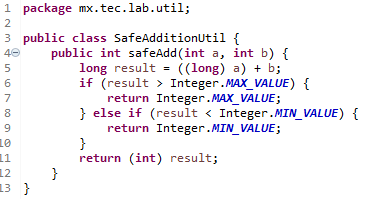 1 package mx.tec.lab.util;
2
3 public class SafeAdditionUtil {
4 public int safeAdd(int a, int b) {
5 long result = ((long) a) + b;
6 if (result > Integer.MAX_VALUE) {
7 return Integer.MAX_VALUE;
8 } else if (result < Integer.MIN_VALUE) {
9 return Integer.MIN_VALUE;
10 }
11 return (int) result;
12 }
13 }